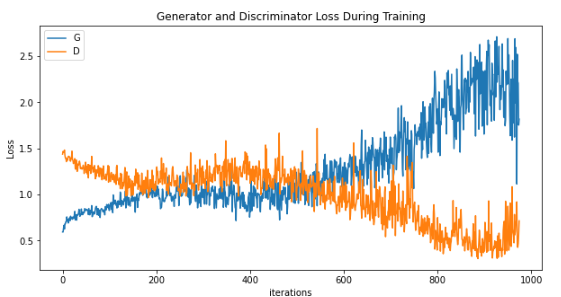 Generator and Discriminator Loss During Training
G
D
2.5
2.0
1.5
1.0
0.5
Loss
0 200 400 600 800 1000
iterations